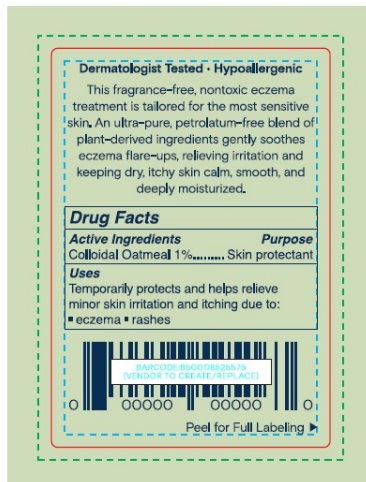 Dermatologist Tested • Hypoallergenic
This fragrance-free, nontoxic eczema
treatment is tailored for the most sensitive
skin. An ultra-pure, petrolatum-free blend of
plant-derived ingredients gently soothes
eczema flare-ups, relieving irritation and
keeping dry, itchy skin calm, smooth, and
deeply moisturized.
Drug Facts
Active Ingredients Purpose
Colloidal Oatmeal 1%......... Skin protectant
Uses
Temporarily protects and helps relieve
minor skin irritation and itching due to:
▪ eczema ▪ rashes
BARCODE:850008525575
(VENDOR TO CREATE/REPLACE)
0 00000 00000 0
Peel for Full Labeling ▶